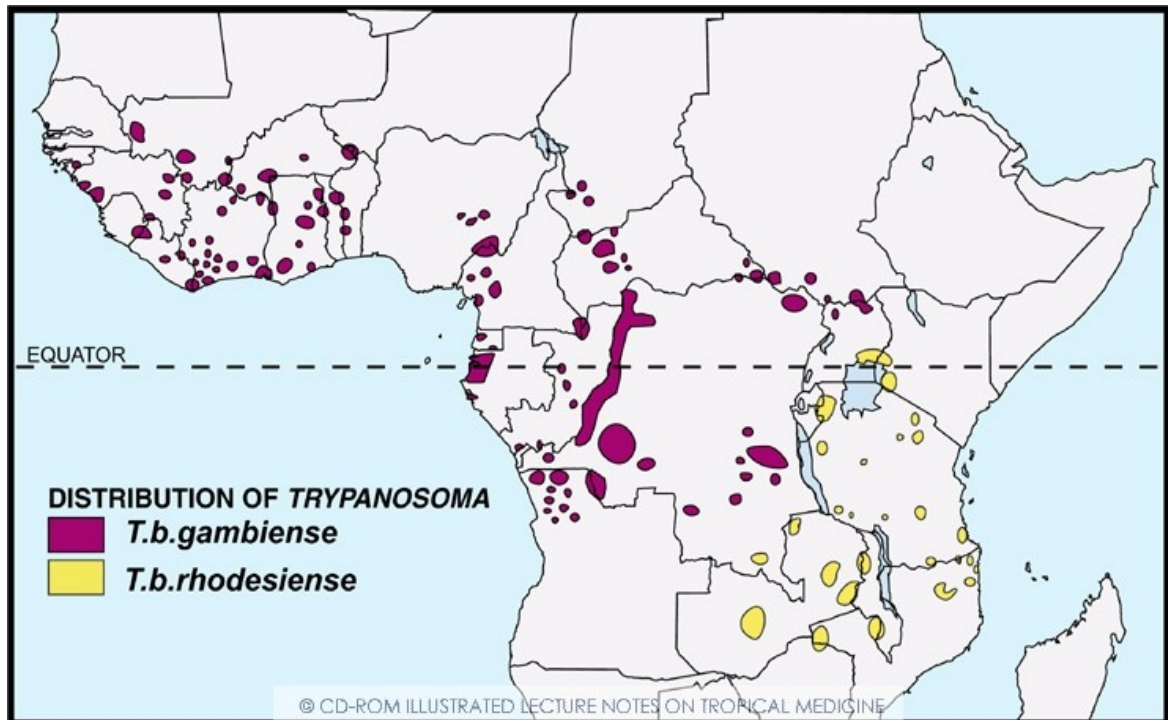 EQUATOR
DISTRIBUTION OF TRYPANOSOMA
T.b.gambiense
T.b.rhodesiense
© CD-ROM ILLUSTRATED LECTURE NOTES ON TROPICAL MEDICINE